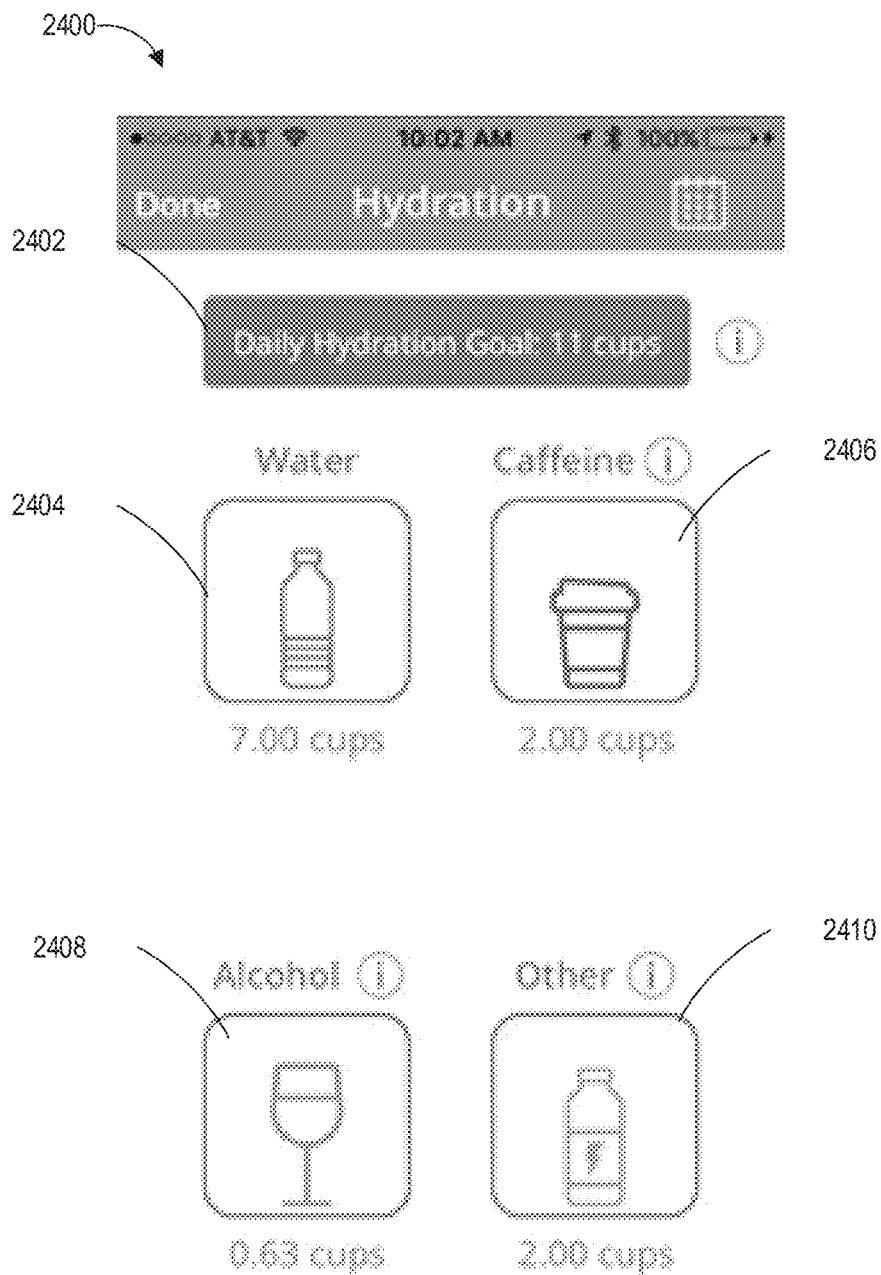 2400
AT&T 10:02 AM 100%
Done Hydration
2402
Daily Hydration Goal: 11 cups i
Water Caffeine i
2406
2404
7.00 cups 2.00 cups
2408
2410
Alcohol i Other i
0.63 cups 2.00 cups